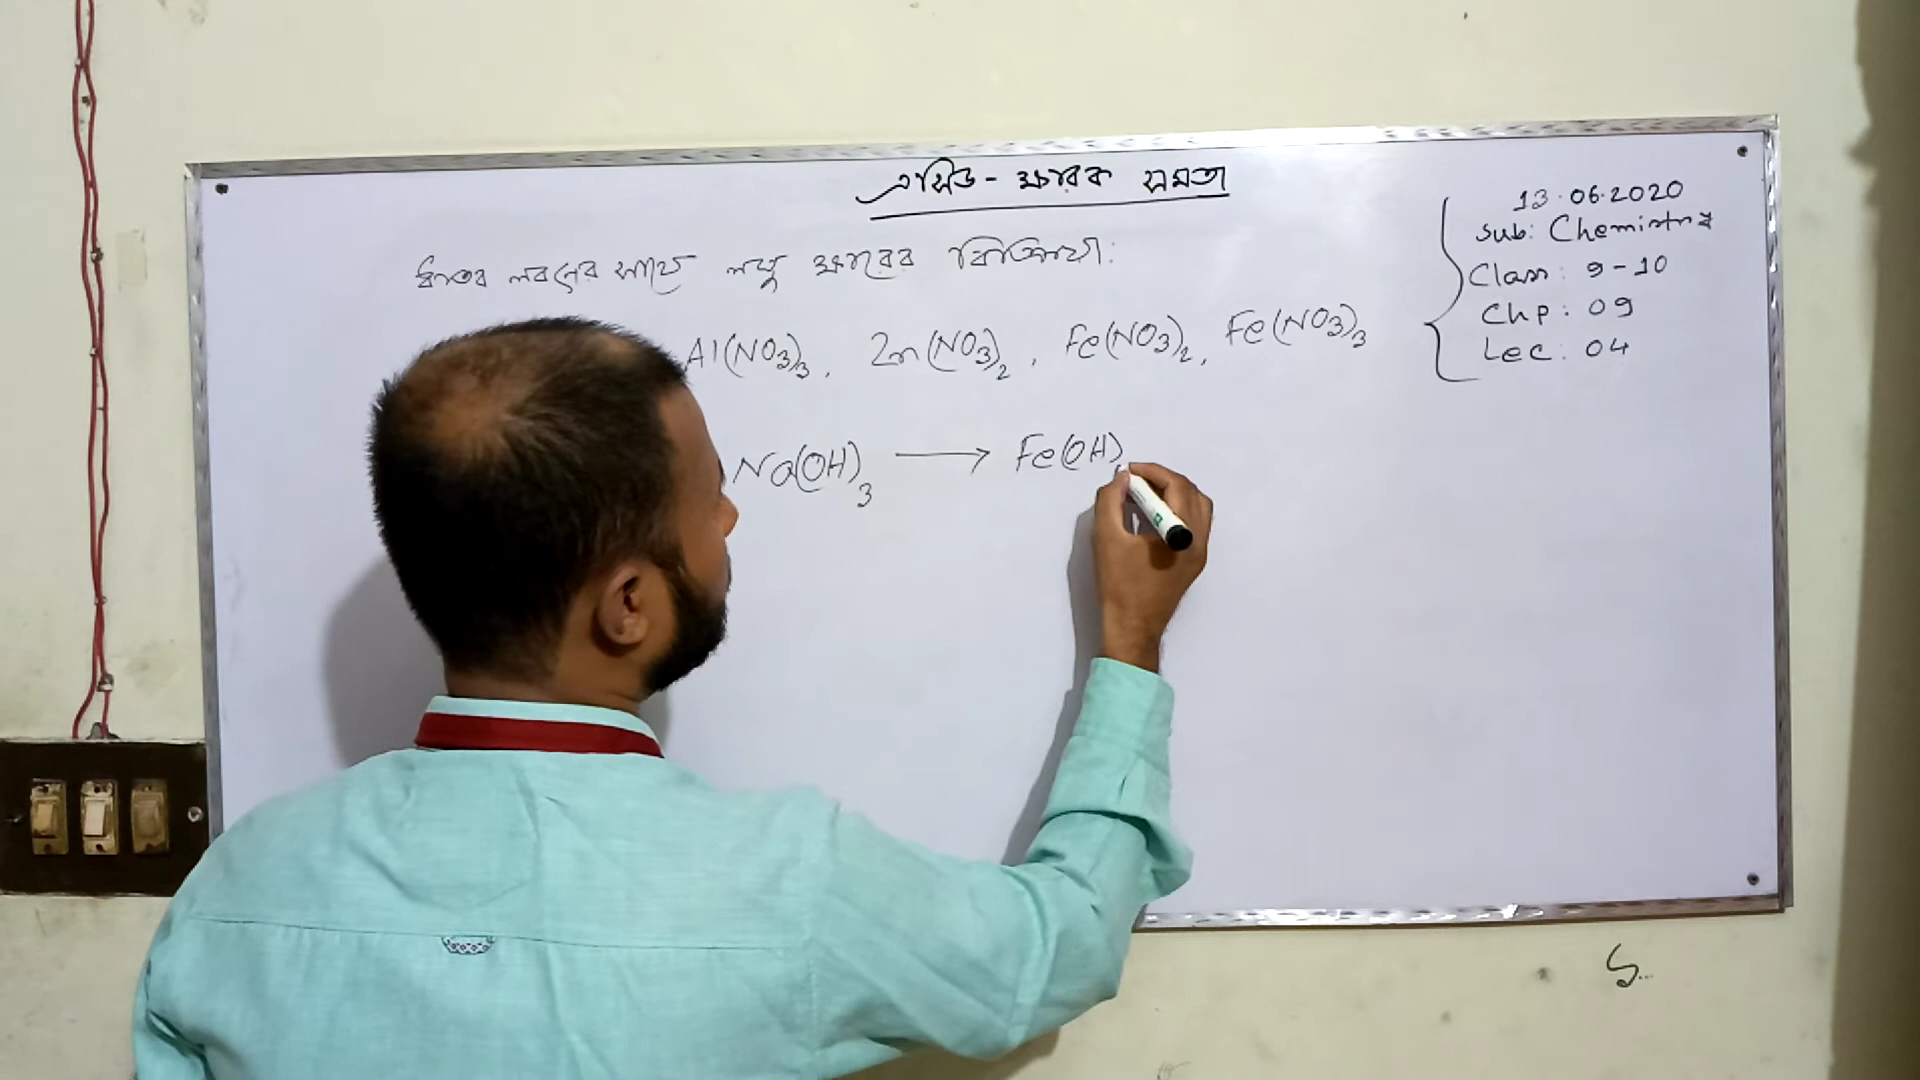 এসিড - ক্ষারক সমতা
13.06.2020
Sub: Chemistry
Class: 9-10
Chp: 09
Lec: 04
ধাতব লবনের সাথে লঘু ক্ষারের বিক্রিয়া:
Al(NO3)3, Zn(NO3)2, Fe(NO3)2, Fe(NO3)3
Na(OH)3 ⟶ Fe(OH)
S...